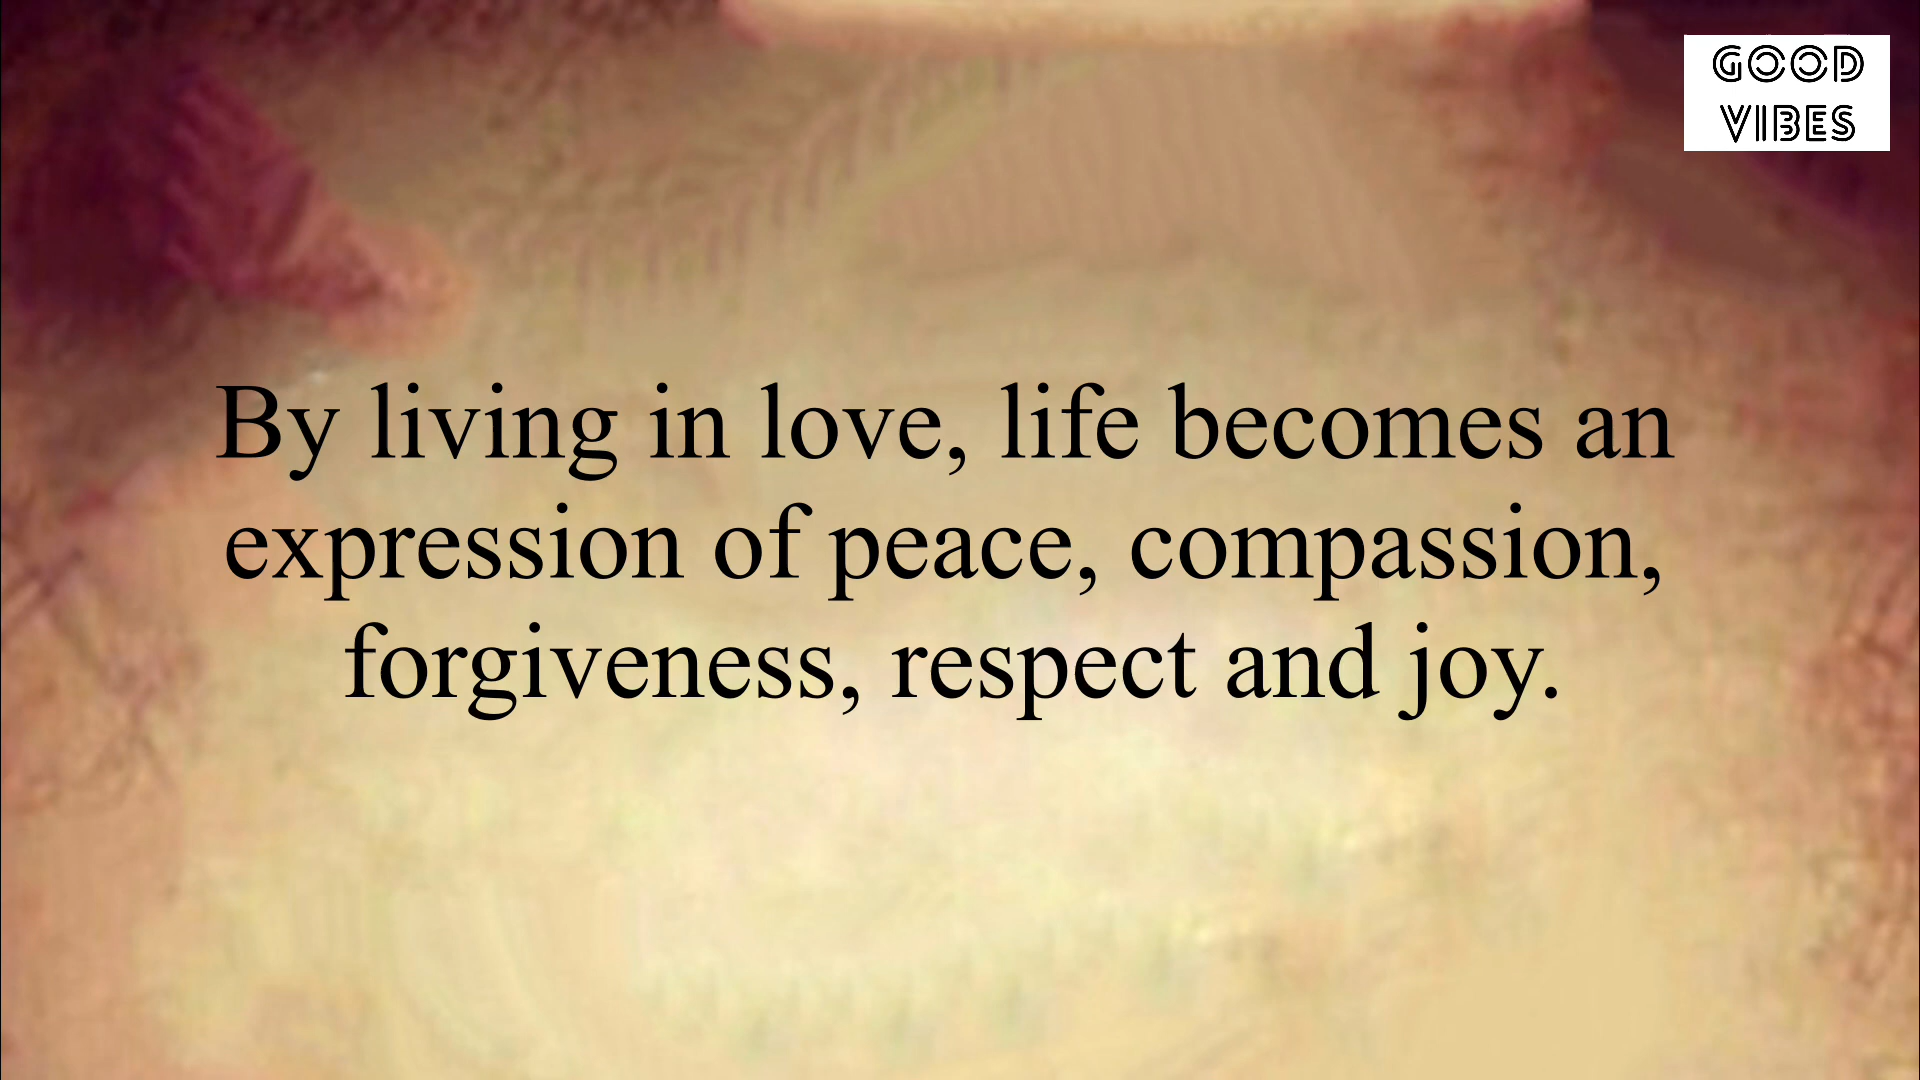 GOOD
VIBES
By living in love, life becomes an
expression of peace, compassion,
forgiveness, respect and joy.